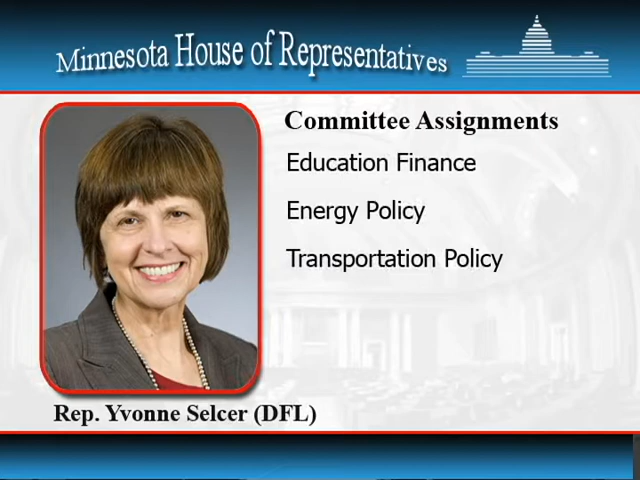 Minnesota House of Representatives
Committee Assignments
Education Finance
Energy Policy
Transportation Policy
Rep. Yvonne Selcer (DFL)